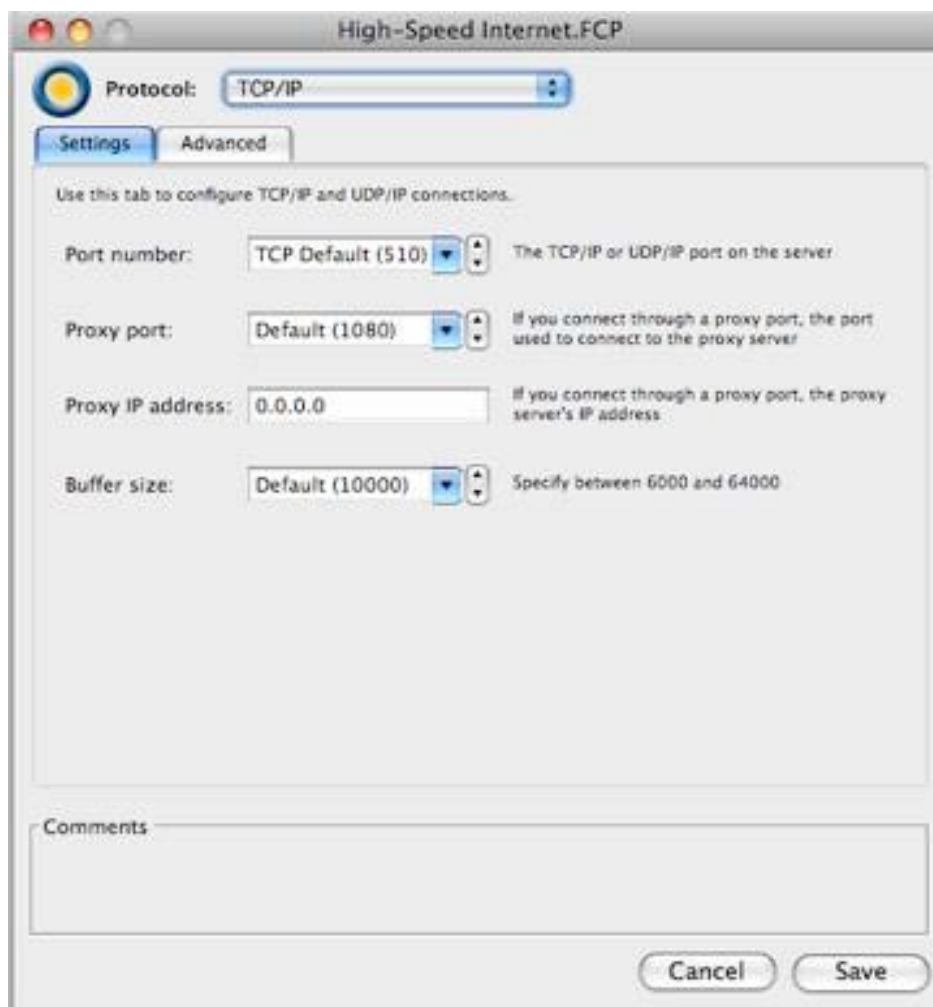 High-Speed Internet.FCP
Protocol: TCP/IP
Settings Advanced
Use this tab to configure TCP/IP and UDP/IP connections.
Port number: TCP Default (510) The TCP/IP or UDP/IP port on the server
Proxy port: Default (1080) If you connect through a proxy port, the port
used to connect to the proxy server
Proxy IP address: 0.0.0.0 If you connect through a proxy port, the proxy
server's IP address
Buffer size: Default (10000) Specify between 6000 and 64000
Comments
Cancel Save